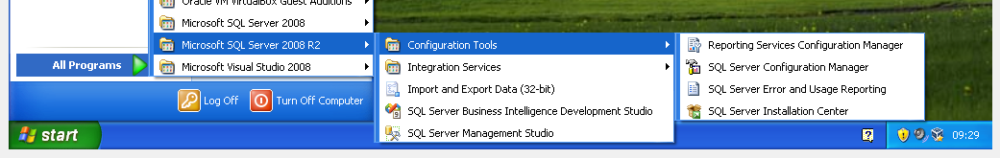 Oracle VM VirtualBox Guest Additions
Microsoft SQL Server 2008
Microsoft SQL Server 2008 R2
Microsoft Visual Studio 2008
All Programs
Log Off
Turn Off Computer
Configuration Tools
Integration Services
Import and Export Data (32-bit)
SQL Server Business Intelligence Development Studio
SQL Server Management Studio
Reporting Services Configuration Manager
SQL Server Configuration Manager
SQL Server Error and Usage Reporting
SQL Server Installation Center
start
?
09:29